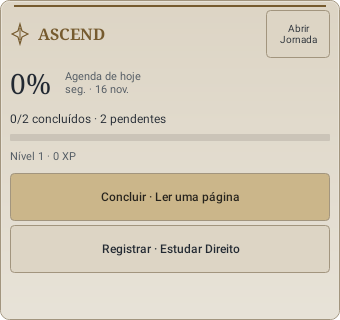 ASCEND
Abrir
Jornada
0%
Agenda de hoje
seg. · 16 nov.
0/2 concluídos · 2 pendentes
Nível 1 · 0 XP
Concluir · Ler uma página
Registrar · Estudar Direito